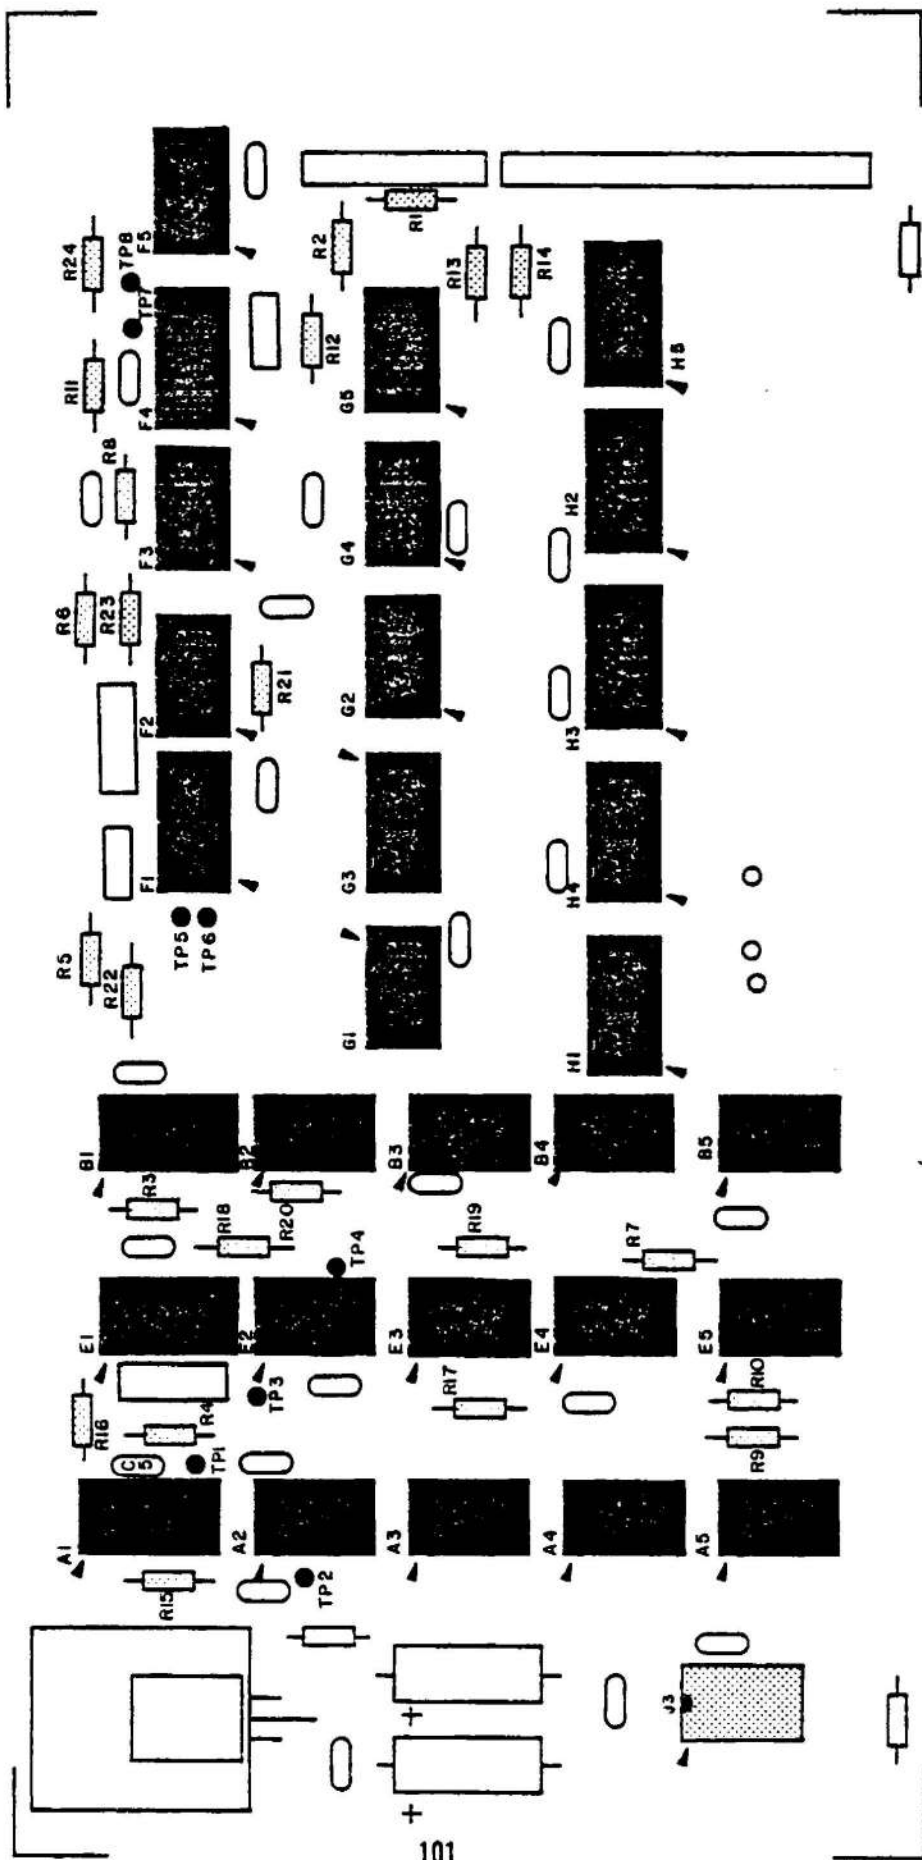 R24
TP8
F5
R2
R1
R13
R14
R11
TP7
F4
R12
G5
H5
R8
F3
G4
H2
R6
R23
F2
R21
G2
H3
F1
G3
H4
R5
R22
TP5
TP6
G1
H1
B1
B2
B3
B4
B5
R3
R18
R20
TP4
R19
R7
E1
E2
E3
E4
E5
R16
R4
TP3
R17
R10
R9
C5
TP1
A1
A2
A3
A4
A5
R15
TP2
J3
+
+
101